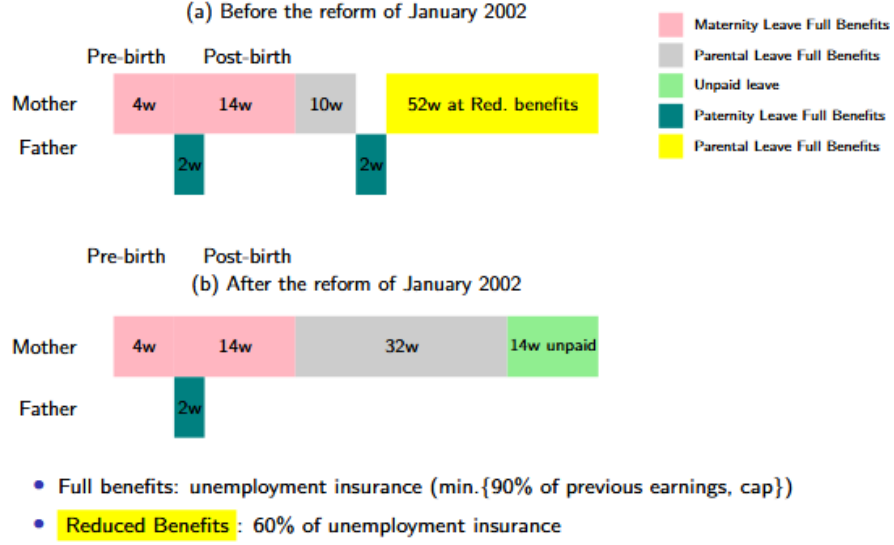 (a) Before the reform of January 2002
Maternity Leave Full Benefits
Parental Leave Full Benefits
Unpaid leave
Paternity Leave Full Benefits
Parental Leave Full Benefits
Pre-birth Post-birth
Mother 4w 14w 10w 52w at Red. benefits
Father 2w 2w
Pre-birth Post-birth
(b) After the reform of January 2002
Mother 4w 14w 32w 14w unpaid
Father 2w
• Full benefits: unemployment insurance (min.{90% of previous earnings, cap})
• Reduced Benefits : 60% of unemployment insurance